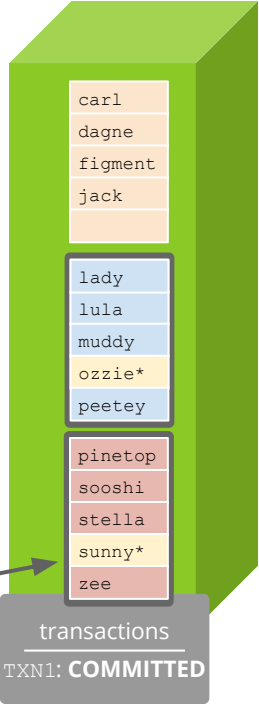 carl
dagne
figment
jack
lady
lula
muddy
ozzie*
peetey
pinetop
sooshi
stella
sunny*
zee
transactions
TXN1: COMMITTED